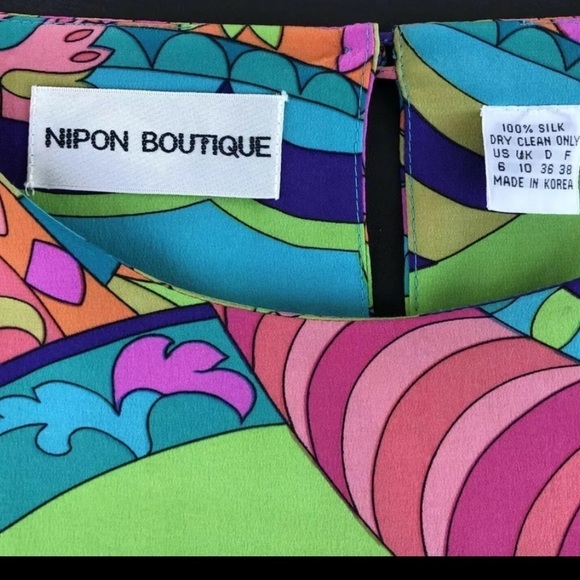 NIPON BOUTIQUE
100% SILK
DRY CLEAN ONLY
US UK D F
6 10 36 38
MADE IN KOREA